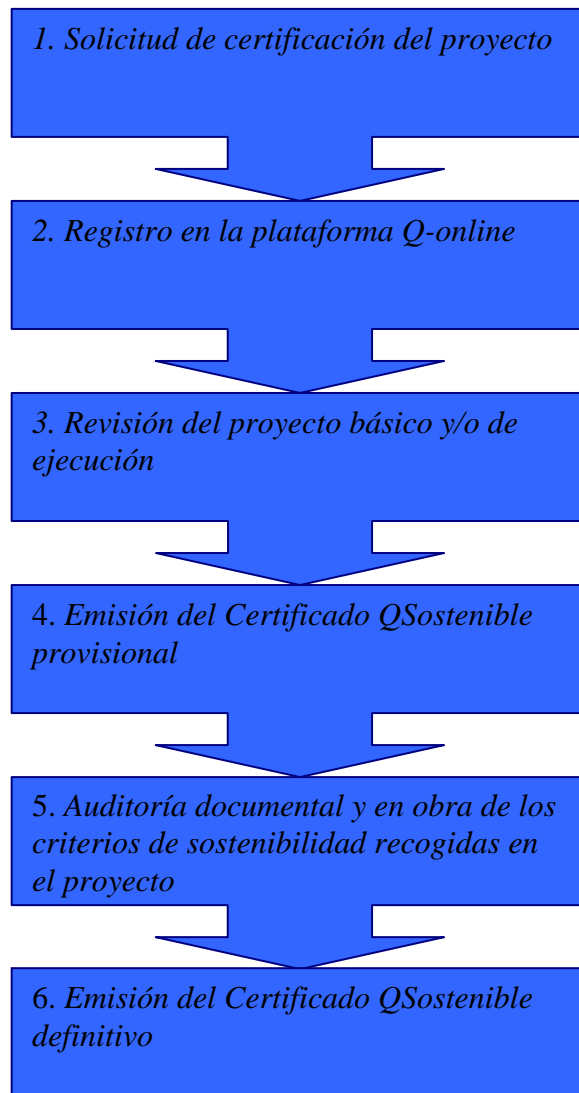 1. Solicitud de certificación del proyecto
2. Registro en la plataforma Q-online
3. Revisión del proyecto básico y/o de
ejecución
4. Emisión del Certificado QSostenible
provisional
5. Auditoría documental y en obra de los
criterios de sostenibilidad recogidas en
el proyecto
6. Emisión del Certificado QSostenible
definitivo